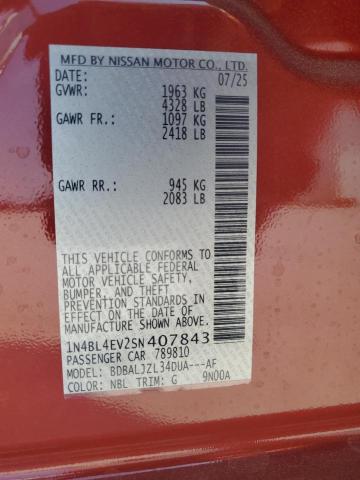 MFD BY NISSAN MOTOR CO., LTD.
DATE: 07/25
GVWR: 1963 KG
4328 LB
GAWR FR.: 1097 KG
2418 LB
GAWR RR.: 945 KG
2083 LB
THIS VEHICLE CONFORMS TO
ALL APPLICABLE FEDERAL
MOTOR VEHICLE SAFETY,
BUMPER, AND THEFT
PREVENTION STANDARDS
IN EFFECT ON THE DATE OF
MANUFACTURE SHOWN ABOVE.
1N4BL4EV2SN407843
PASSENGER CAR 789810
MODEL: BDBALJZL34DUA---AF
COLOR: NBL TRIM: G 9N00A